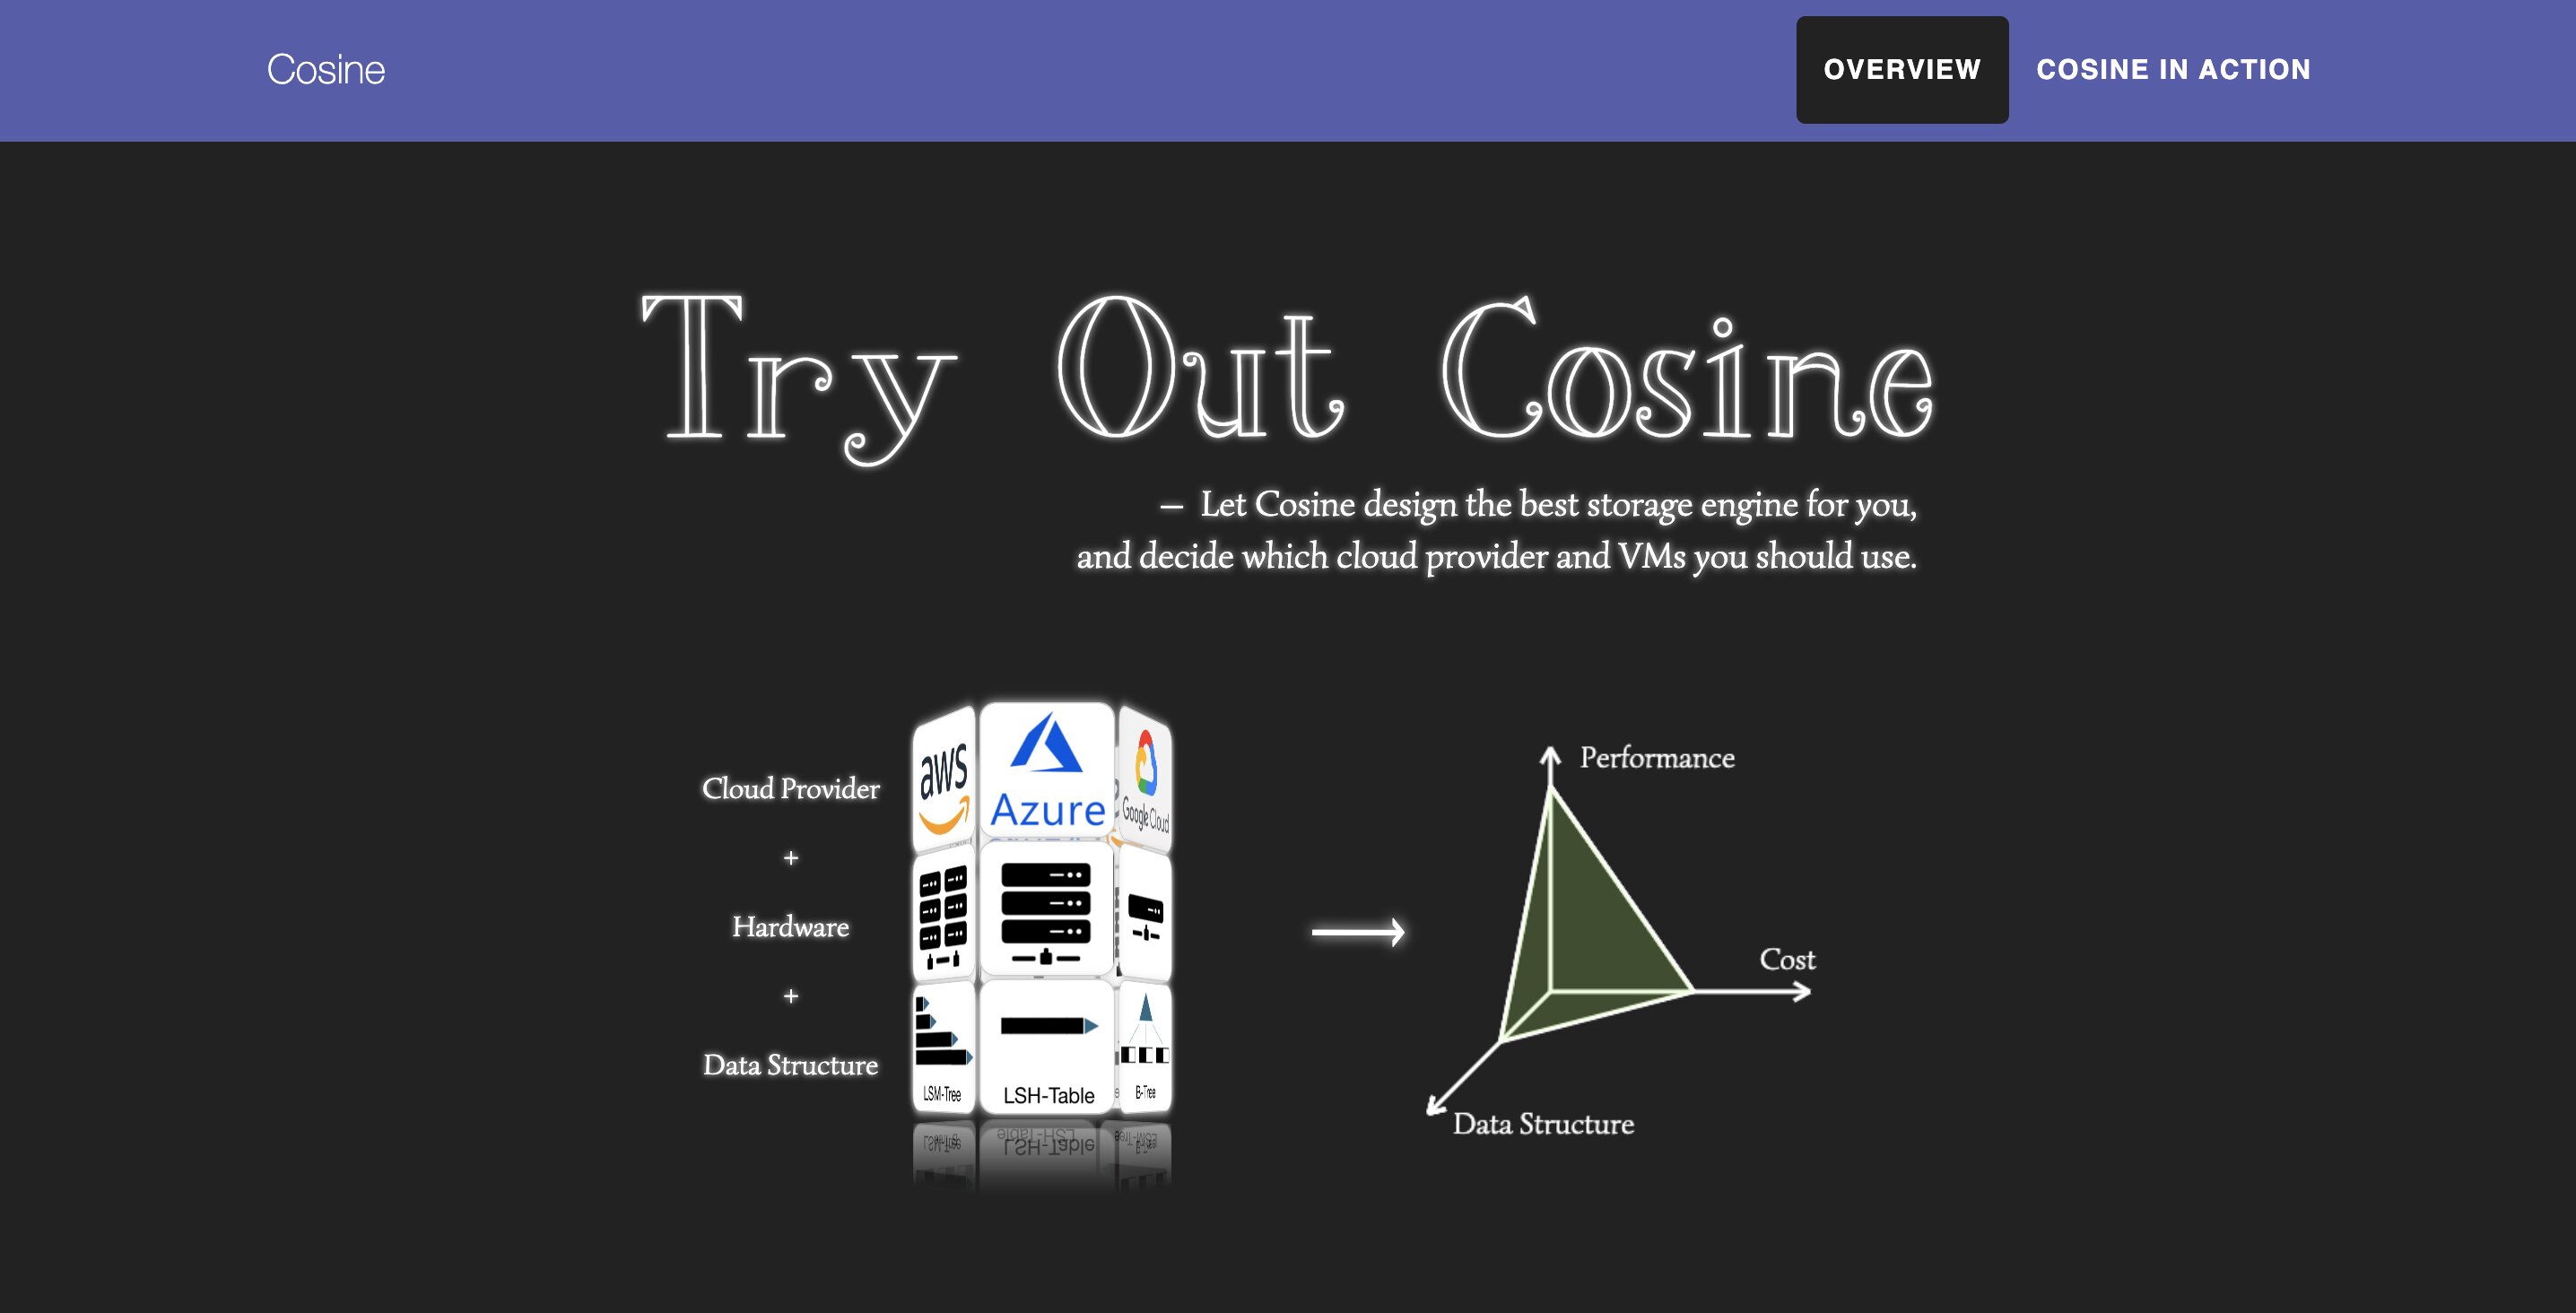 Cosine
OVERVIEW
COSINE IN ACTION
Try Out Cosine
– Let Cosine design the best storage engine for you,
and decide which cloud provider and VMs you should use.
Cloud Provider
+
Hardware
+
Data Structure
aws
Azure
Google Cloud
LSM-Tree
LSH-Table
B-Tree
Performance
Cost
Data Structure